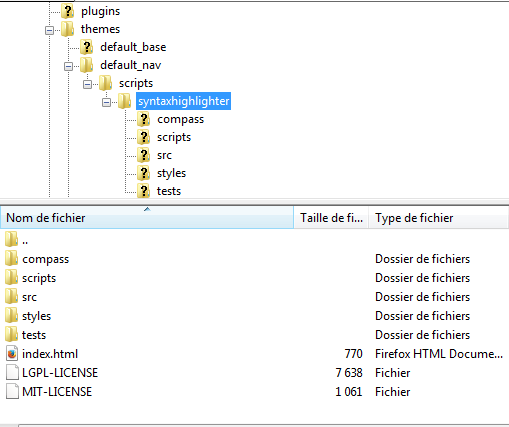 plugins
themes
default_base
default_nav
scripts
syntaxhighlighter
compass
scripts
src
styles
tests
Nom de fichier Taille de fi... Type de fichier
..
compass Dossier de fichiers
scripts Dossier de fichiers
src Dossier de fichiers
styles Dossier de fichiers
tests Dossier de fichiers
index.html 770 Firefox HTML Docume...
LGPL-LICENSE 7 638 Fichier
MIT-LICENSE 1 061 Fichier